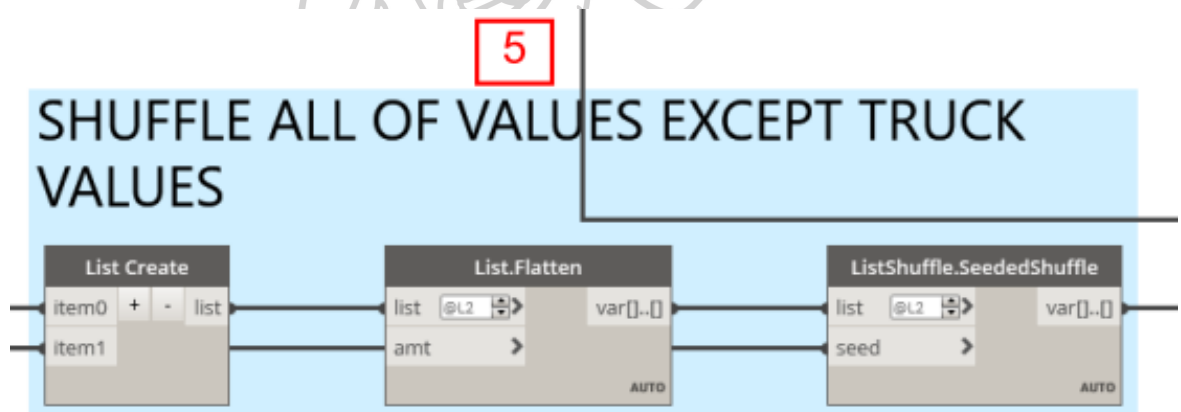 5
SHUFFLE ALL OF VALUES EXCEPT TRUCK
VALUES
List Create
item0 + - list
item1
List.Flatten
list @L2 var[]..[]
amt
AUTO
ListShuffle.SeededShuffle
list @L2 var[]..[]
seed
AUTO